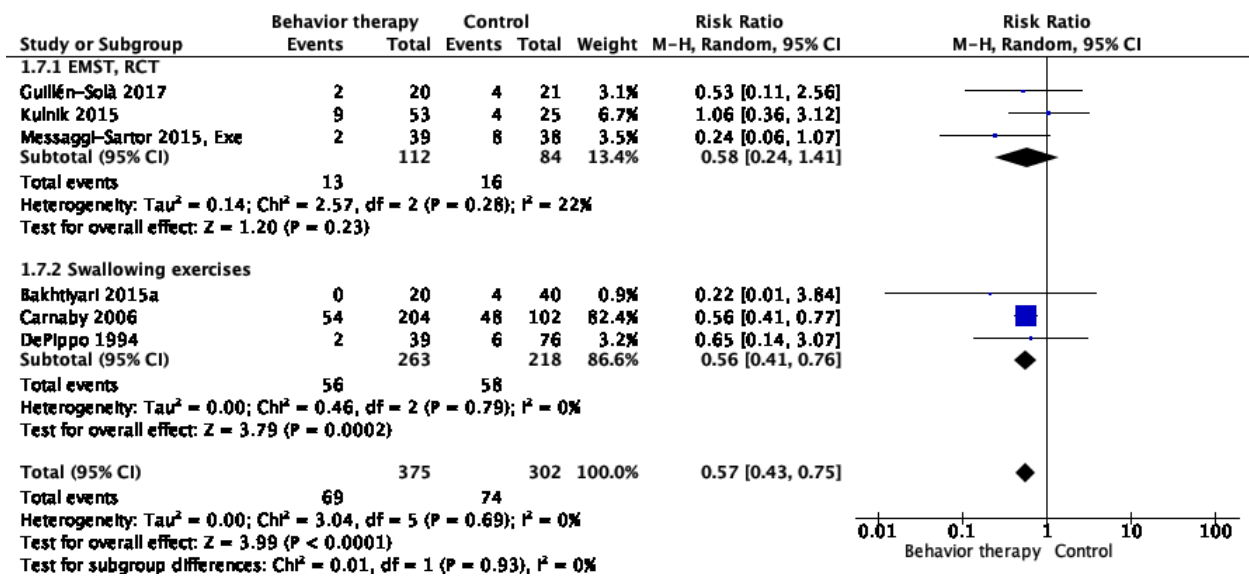 Behavior therapy Control Risk Ratio Risk Ratio
Study or Subgroup Events Total Events Total Weight M-H, Random, 95% CI M-H, Random, 95% CI
1.7.1 EMST, RCT
Guillén-Solà 2017 2 20 4 21 3.1% 0.53 [0.11, 2.56]
Kulnik 2015 9 53 4 25 6.7% 1.06 [0.36, 3.12]
Messaggi-Sartor 2015, Exe 2 39 8 38 3.5% 0.24 [0.06, 1.07]
Subtotal (95% CI) 112 84 13.4% 0.58 [0.24, 1.41]
Total events 13 16
Heterogeneity: Tau² = 0.14; Chi² = 2.57, df = 2 (P = 0.28); I² = 22%
Test for overall effect: Z = 1.20 (P = 0.23)
1.7.2 Swallowing exercises
Bakhtiyari 2015a 0 20 4 40 0.9% 0.22 [0.01, 3.84]
Carnaby 2006 54 204 48 102 82.4% 0.56 [0.41, 0.77]
DePippo 1994 2 39 6 76 3.2% 0.65 [0.14, 3.07]
Subtotal (95% CI) 263 218 86.6% 0.56 [0.41, 0.76]
Total events 56 58
Heterogeneity: Tau² = 0.00; Chi² = 0.46, df = 2 (P = 0.79); I² = 0%
Test for overall effect: Z = 3.79 (P = 0.0002)
Total (95% CI) 375 302 100.0% 0.57 [0.43, 0.75]
Total events 69 74
Heterogeneity: Tau² = 0.00; Chi² = 3.04, df = 5 (P = 0.69); I² = 0%
Test for overall effect: Z = 3.99 (P < 0.0001)
Test for subgroup differences: Chi² = 0.01, df = 1 (P = 0.93), I² = 0%
0.01 0.1 1 10 100
Behavior therapy Control